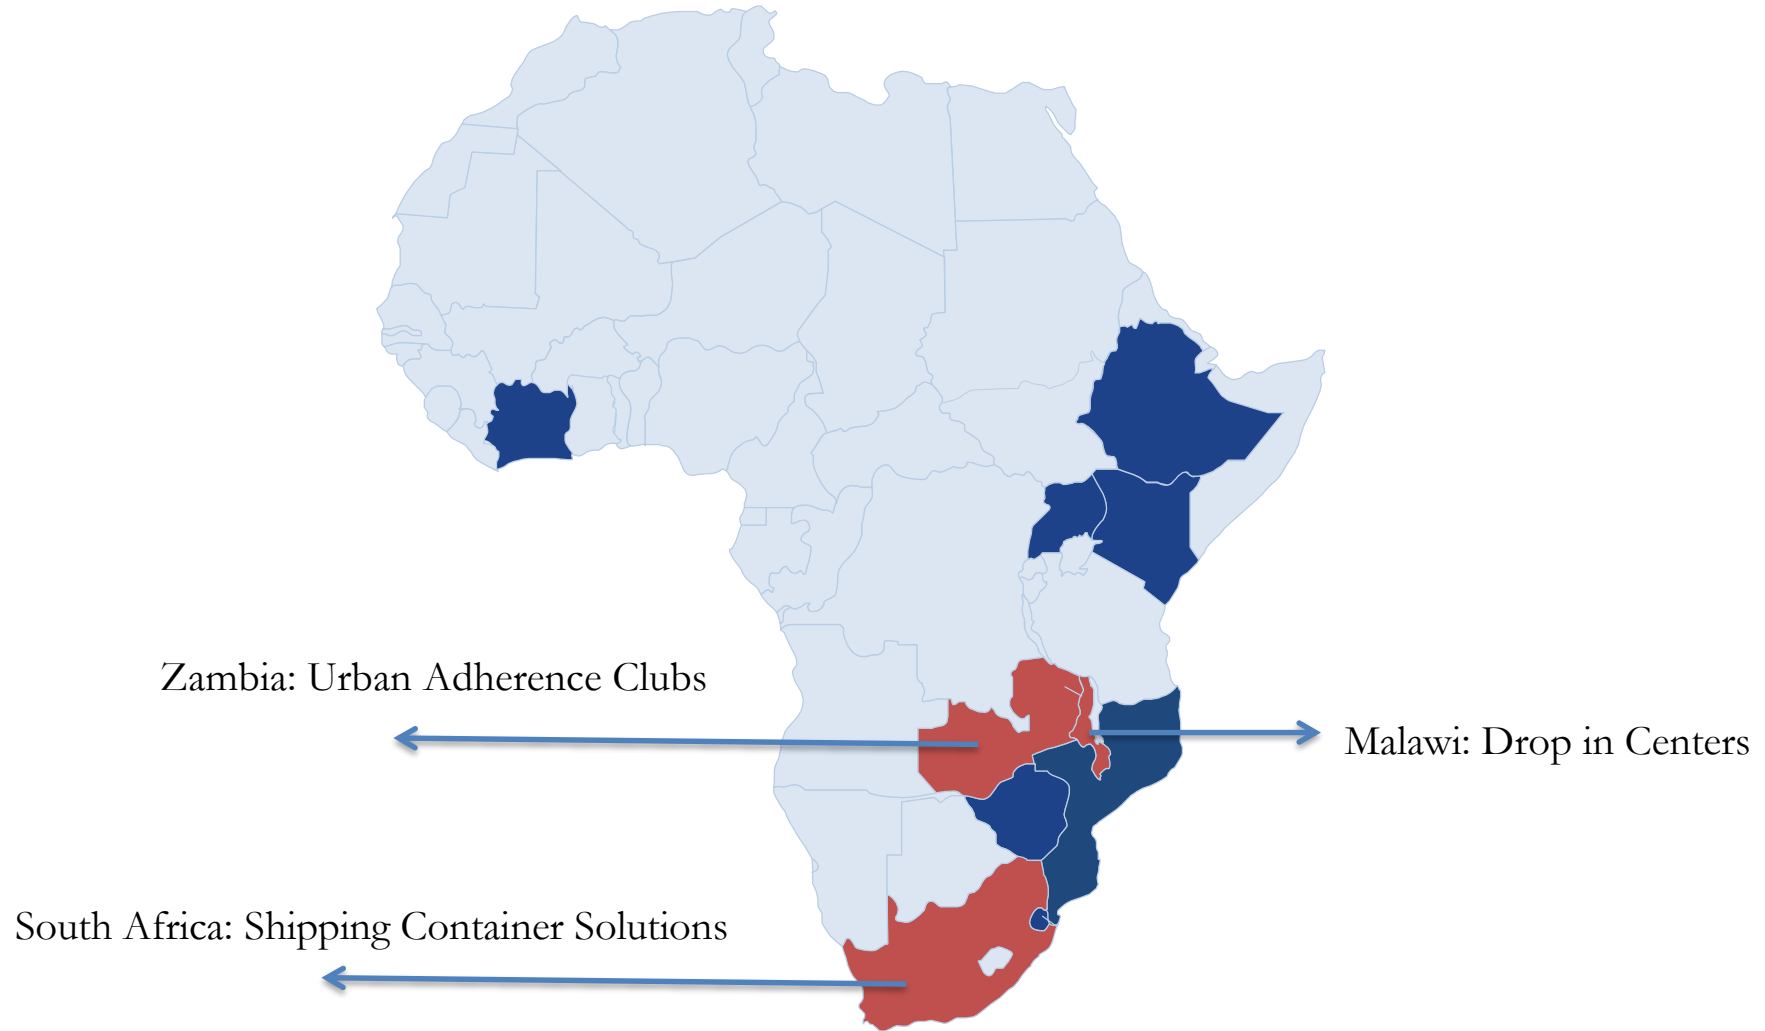 Zambia: Urban Adherence Clubs
Malawi: Drop in Centers
South Africa: Shipping Container Solutions